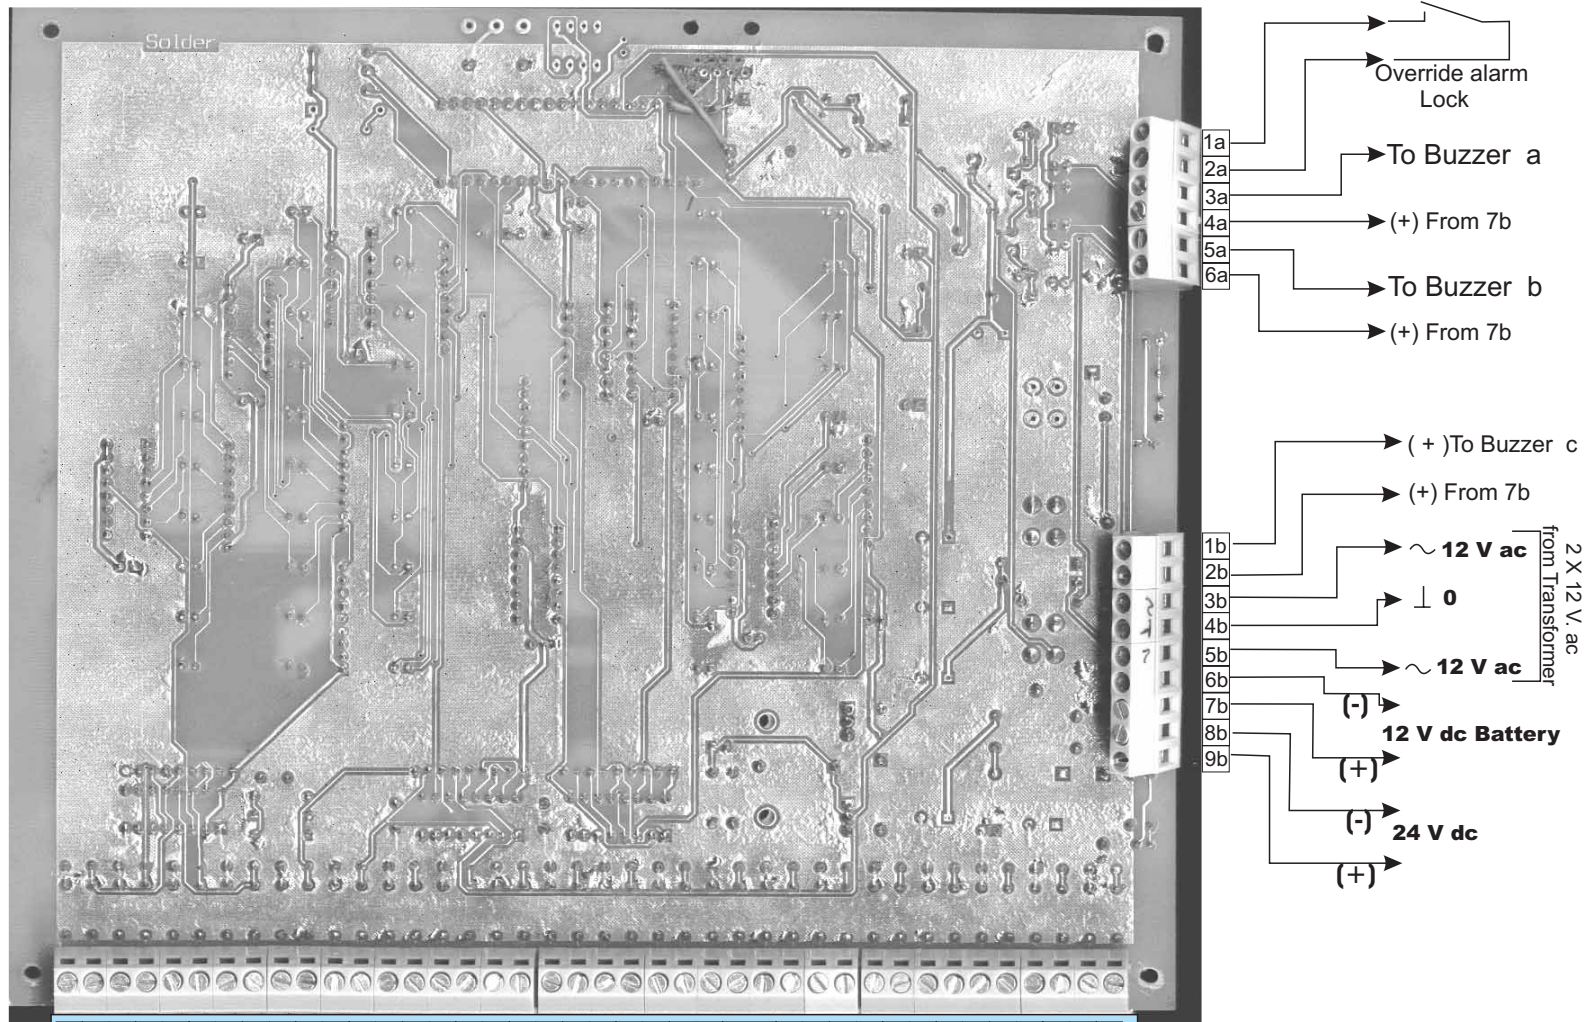 Solder
Override alarm
Lock
1a
2a
3a
4a
5a
6a
To Buzzer a
(+) From 7b
To Buzzer b
(+) From 7b
( + )To Buzzer c
(+) From 7b
1b
2b
3b
4b
5b
6b
7b
8b
9b
12 V ac
0
12 V ac
2 X 12 V. ac
from Transformer
(-)
12 V dc Battery
(+)
(-)
24 V dc
(+)